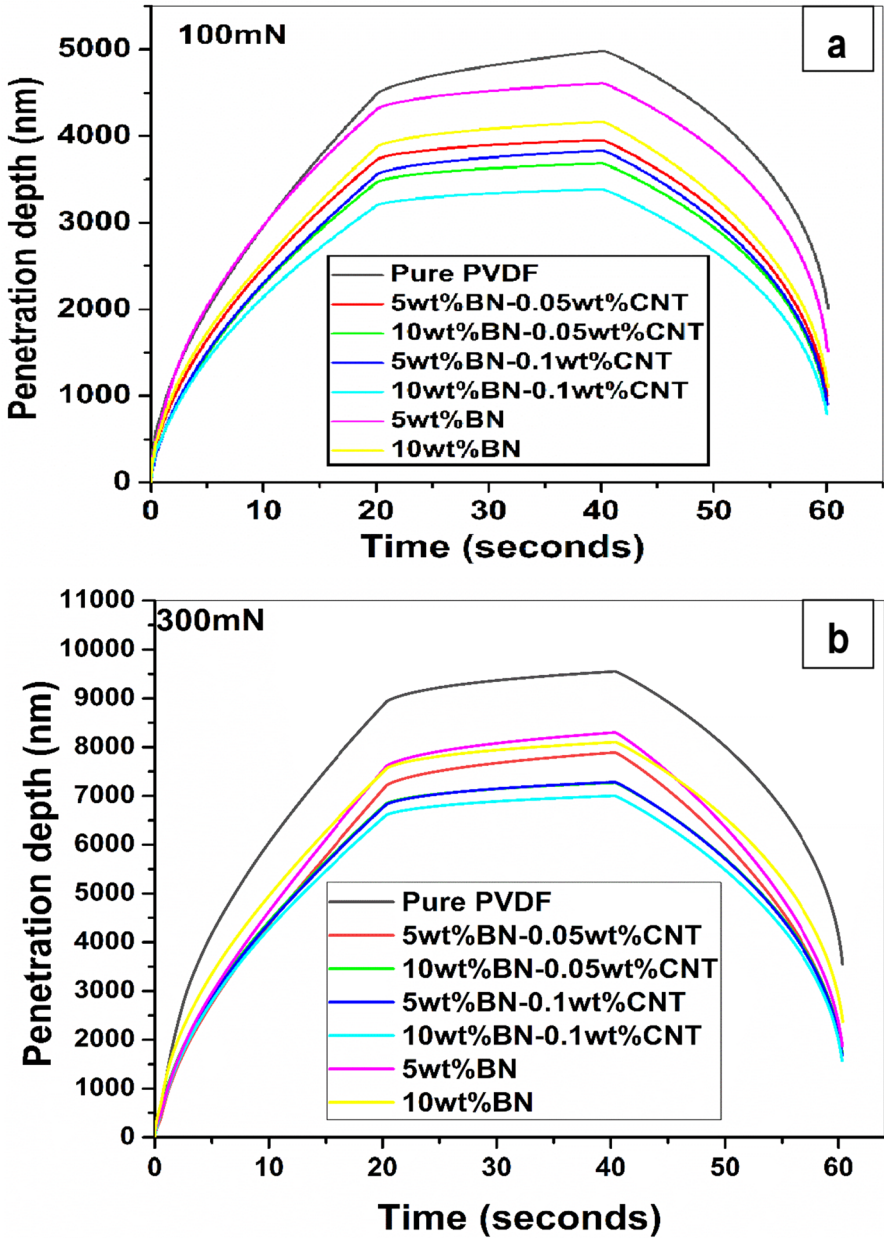 100mN
a
Penetration depth (nm)
5000
4000
3000
2000
1000
0
Pure PVDF
5wt%BN-0.05wt%CNT
10wt%BN-0.05wt%CNT
5wt%BN-0.1wt%CNT
10wt%BN-0.1wt%CNT
5wt%BN
10wt%BN
0 10 20 30 40 50 60
Time (seconds)
300mN
b
Penetration depth (nm)
11000
10000
9000
8000
7000
6000
5000
4000
3000
2000
1000
0
Pure PVDF
5wt%BN-0.05wt%CNT
10wt%BN-0.05wt%CNT
5wt%BN-0.1wt%CNT
10wt%BN-0.1wt%CNT
5wt%BN
10wt%BN
0 10 20 30 40 50 60
Time (seconds)